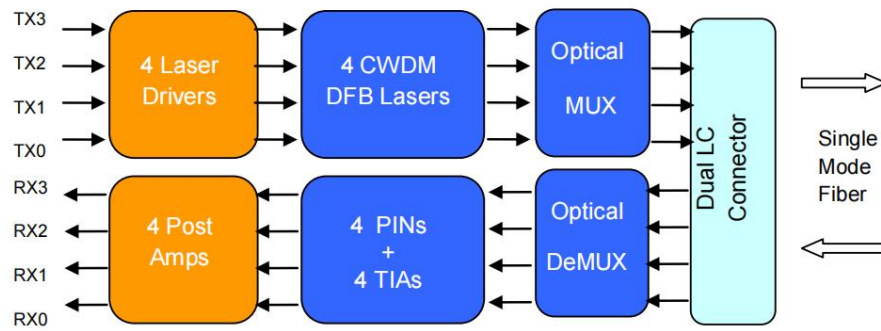 TX3
TX2
TX1
TX0
4 Laser
Drivers
4 CWDM
DFB Lasers
Optical
MUX
Dual LC
Connector
Single
Mode
Fiber
RX3
RX2
RX1
RX0
4 Post
Amps
4 PINs
+
4 TIAs
Optical
DeMUX